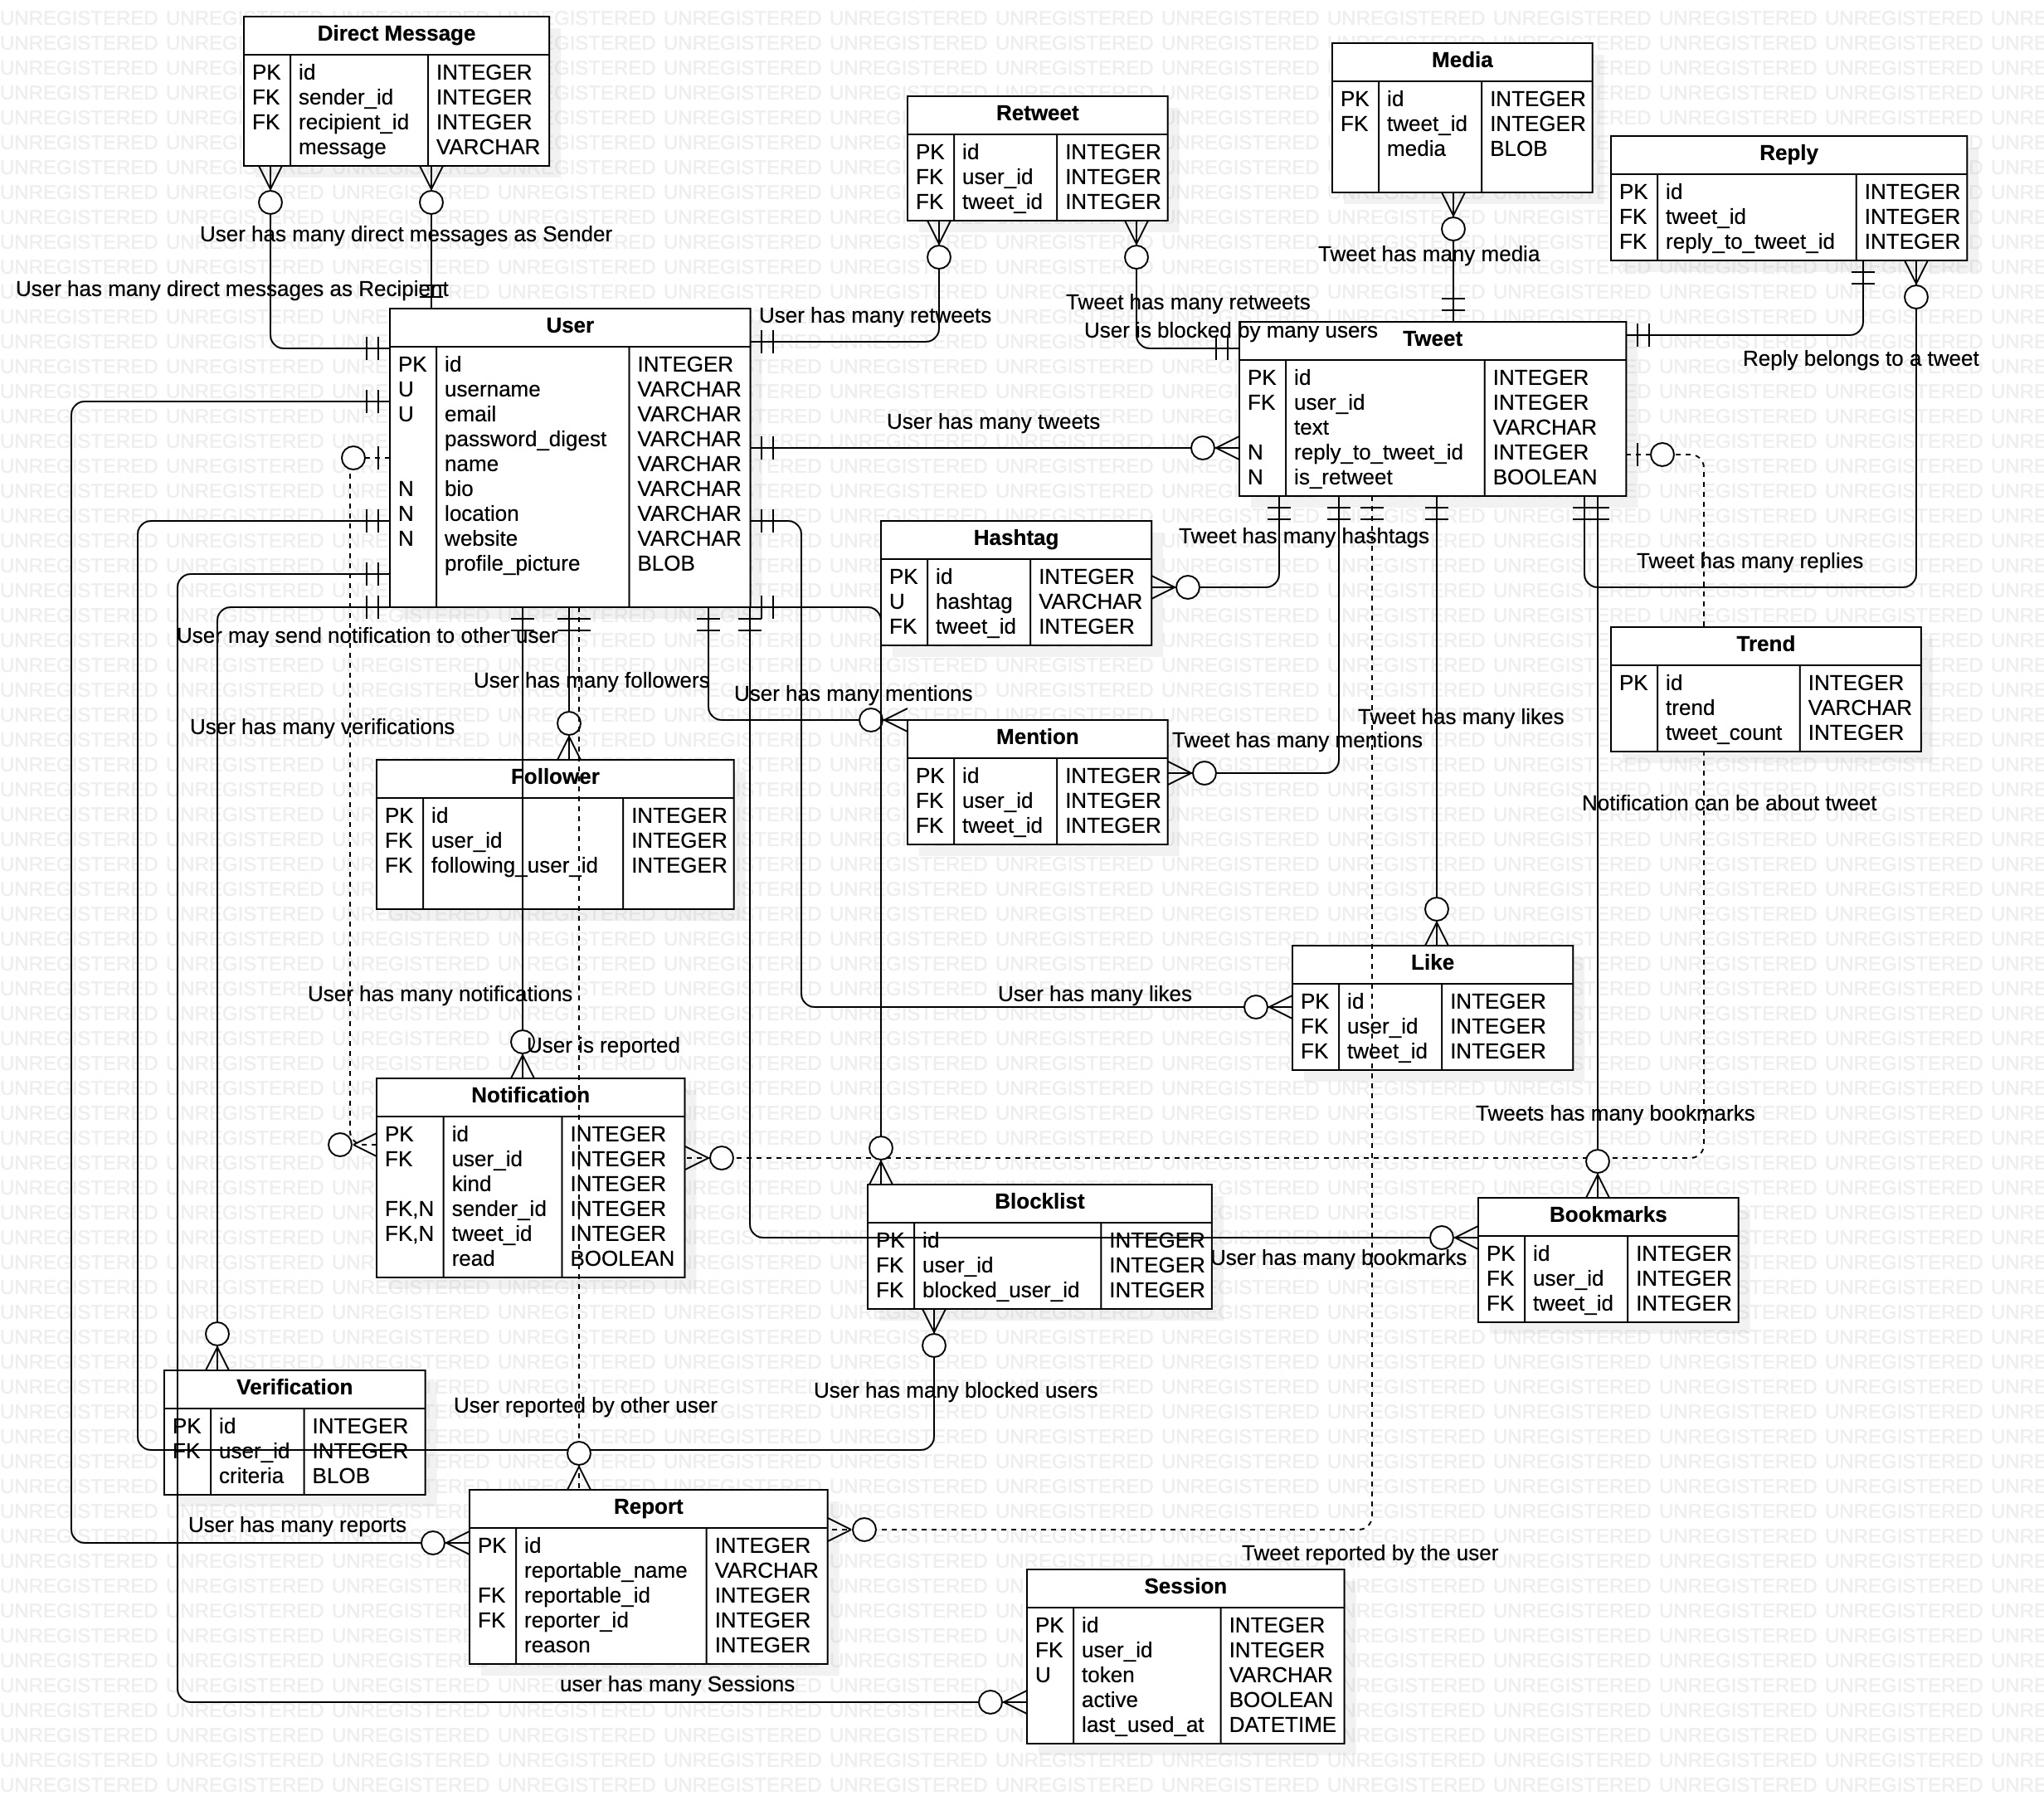 Direct Message
PK id INTEGER
FK sender_id INTEGER
FK recipient_id INTEGER
message VARCHAR
User has many direct messages as Sender
User has many direct messages as Recipient
Retweet
PK id INTEGER
FK user_id INTEGER
FK tweet_id INTEGER
Media
PK id INTEGER
FK tweet_id INTEGER
media BLOB
Reply
PK id INTEGER
FK tweet_id INTEGER
FK reply_to_tweet_id INTEGER
Tweet has many media
User has many retweets
Tweet has many retweets
User is blocked by many users
Reply belongs to a tweet
User
PK id INTEGER
U username VARCHAR
U email VARCHAR
password_digest VARCHAR
name VARCHAR
N bio VARCHAR
N location VARCHAR
N website VARCHAR
profile_picture BLOB
User has many tweets
Tweet
PK id INTEGER
FK user_id INTEGER
text VARCHAR
N reply_to_tweet_id INTEGER
N is_retweet BOOLEAN
Hashtag
PK id INTEGER
U hashtag VARCHAR
FK tweet_id INTEGER
Tweet has many hashtags
Tweet has many replies
User may send notification to other user
User has many followers
User has many mentions
User has many verifications
Trend
PK id INTEGER
trend VARCHAR
tweet_count INTEGER
Tweet has many likes
Tweet has many mentions
Mention
PK id INTEGER
FK user_id INTEGER
FK tweet_id INTEGER
Follower
PK id INTEGER
FK user_id INTEGER
FK following_user_id INTEGER
Notification can be about tweet
User has many notifications
User is reported
User has many likes
Like
PK id INTEGER
FK user_id INTEGER
FK tweet_id INTEGER
Notification
PK id INTEGER
FK user_id INTEGER
kind INTEGER
FK,N sender_id INTEGER
FK,N tweet_id INTEGER
read BOOLEAN
Tweets has many bookmarks
Blocklist
PK id INTEGER
FK user_id INTEGER
FK blocked_user_id INTEGER
User has many bookmarks
Bookmarks
PK id INTEGER
FK user_id INTEGER
FK tweet_id INTEGER
Verification
PK id INTEGER
FK user_id INTEGER
criteria BLOB
User reported by other user
User has many blocked users
User has many reports
Report
PK id INTEGER
reportable_name VARCHAR
FK reportable_id INTEGER
FK reporter_id INTEGER
reason INTEGER
Tweet reported by the user
Session
PK id INTEGER
FK user_id INTEGER
U token VARCHAR
active BOOLEAN
last_used_at DATETIME
user has many Sessions
UNREGISTERED